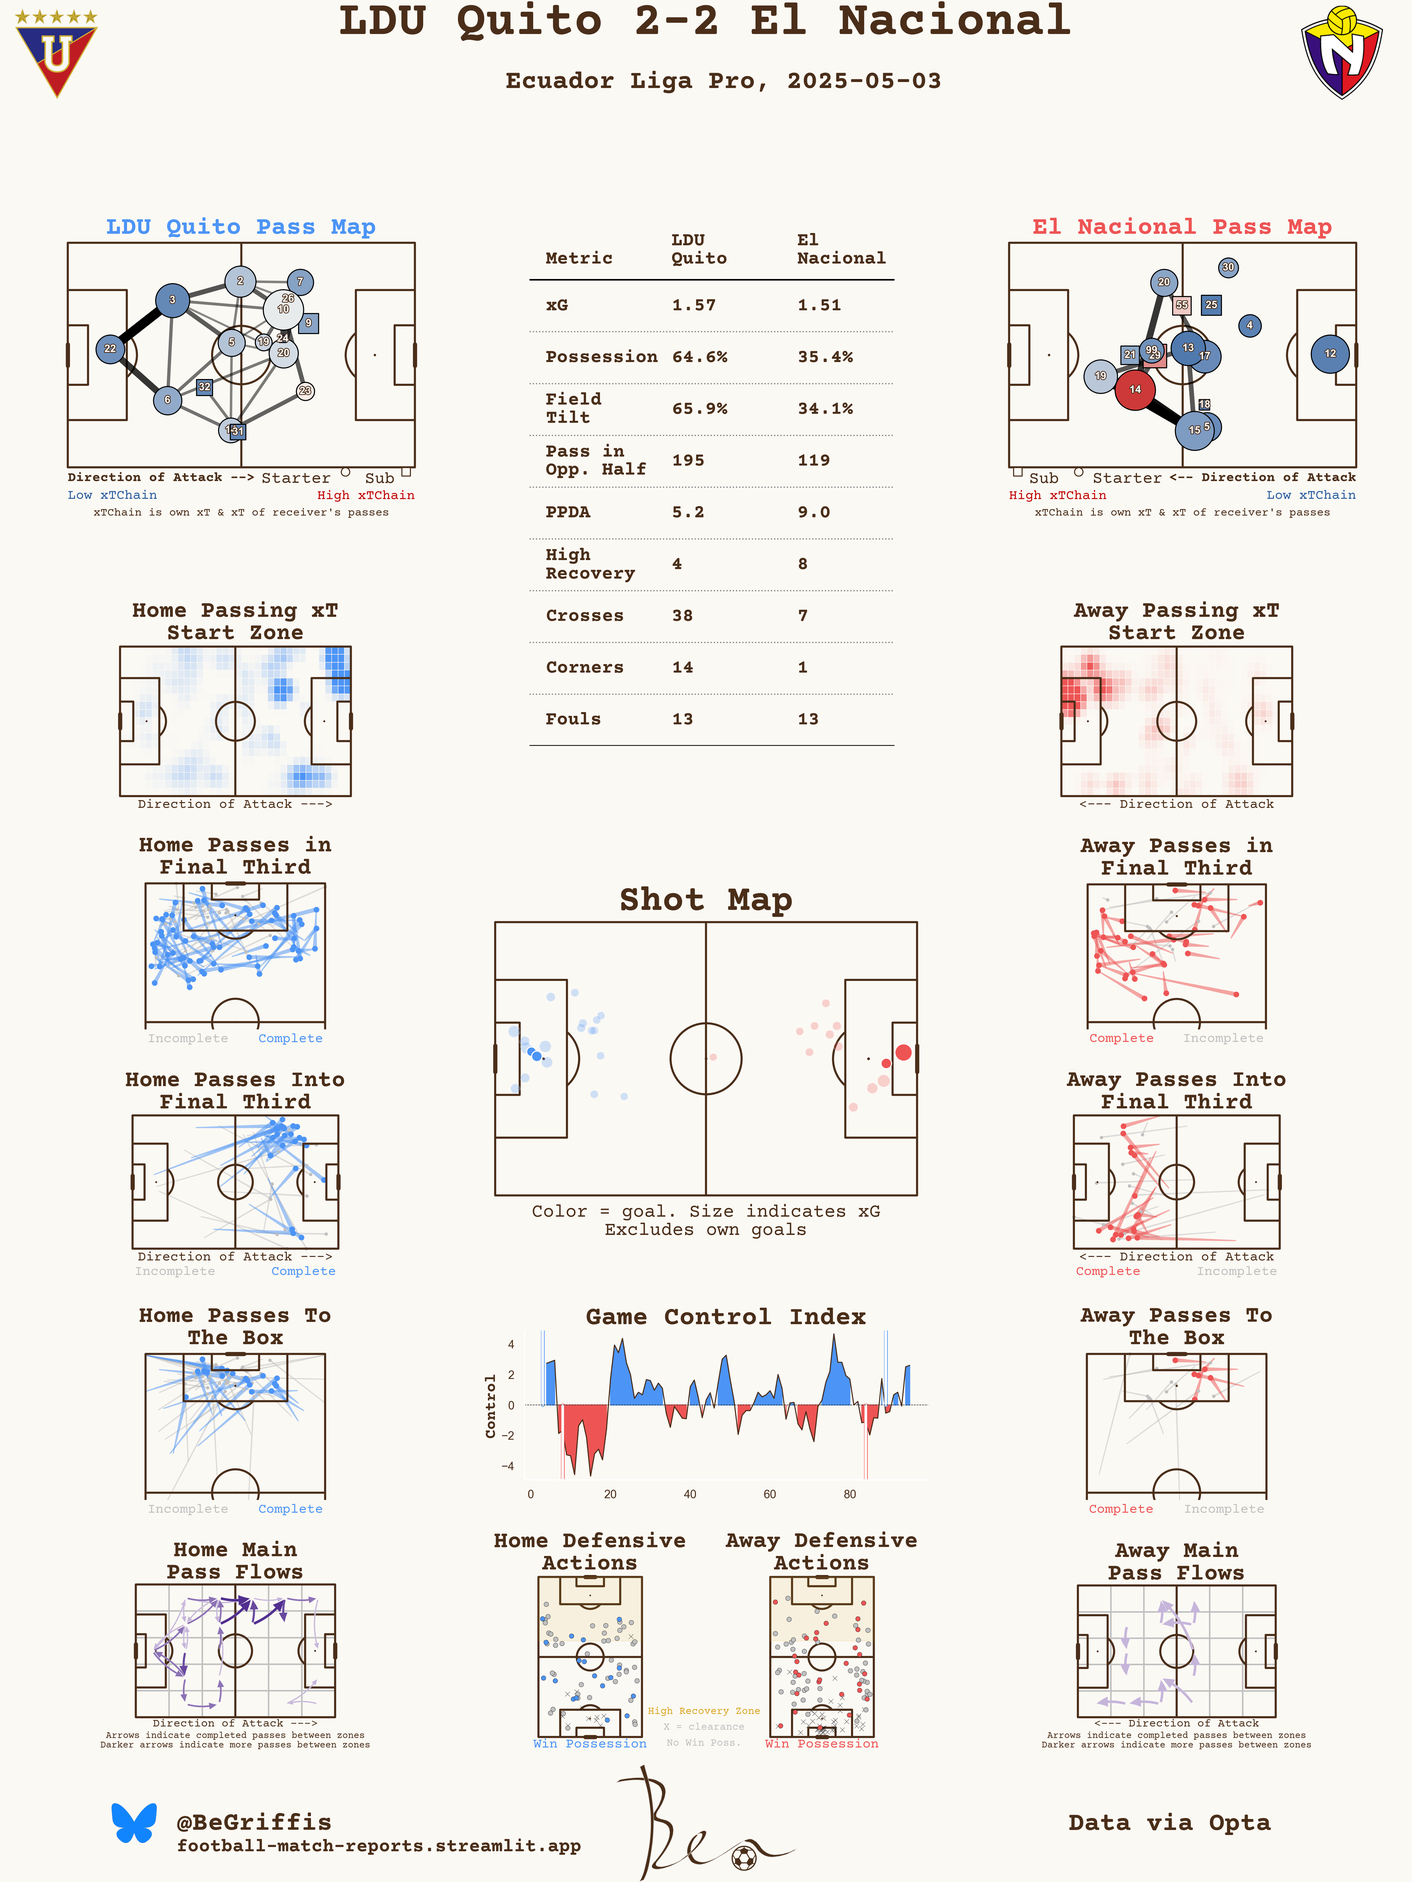 LDU Quito 2-2 El Nacional
Ecuador Liga Pro, 2025-05-03
U
N
LDU Quito Pass Map
2
7
3
26
10
9
5
19
24
22
20
32
23
6
31
Direction of Attack --> Starter Sub
Low xTChain High xTChain
xTChain is own xT & xT of receiver's passes
Metric LDU Quito El Nacional
xG 1.57 1.51
Possession 64.6% 35.4%
Field Tilt 65.9% 34.1%
Pass in Opp. Half 195 119
PPDA 5.2 9.0
High Recovery 4 8
Crosses 38 7
Corners 14 1
Fouls 13 13
El Nacional Pass Map
30
20
55
25
4
99
13
21
29
17
12
19
14
18
15
5
Sub Starter <-- Direction of Attack
High xTChain Low xTChain
xTChain is own xT & xT of receiver's passes
Home Passing xT
Start Zone
Direction of Attack --->
Away Passing xT
Start Zone
<--- Direction of Attack
Home Passes in
Final Third
Incomplete Complete
Away Passes in
Final Third
Complete Incomplete
Shot Map
Color = goal. Size indicates xG
Excludes own goals
Home Passes Into
Final Third
Direction of Attack --->
Incomplete Complete
Away Passes Into
Final Third
<--- Direction of Attack
Complete Incomplete
Home Passes To
The Box
Incomplete Complete
Game Control Index
Control
4
2
0
−2
−4
0 20 40 60 80
Away Passes To
The Box
Complete Incomplete
Home Main
Pass Flows
Direction of Attack --->
Arrows indicate completed passes between zones
Darker arrows indicate more passes between zones
Home Defensive
Actions
Win Possession
High Recovery Zone
X = clearance
No Win Poss.
Away Defensive
Actions
Win Possession
Away Main
Pass Flows
<--- Direction of Attack
Arrows indicate completed passes between zones
Darker arrows indicate more passes between zones
@BeGriffis
football-match-reports.streamlit.app
Ben
Data via Opta